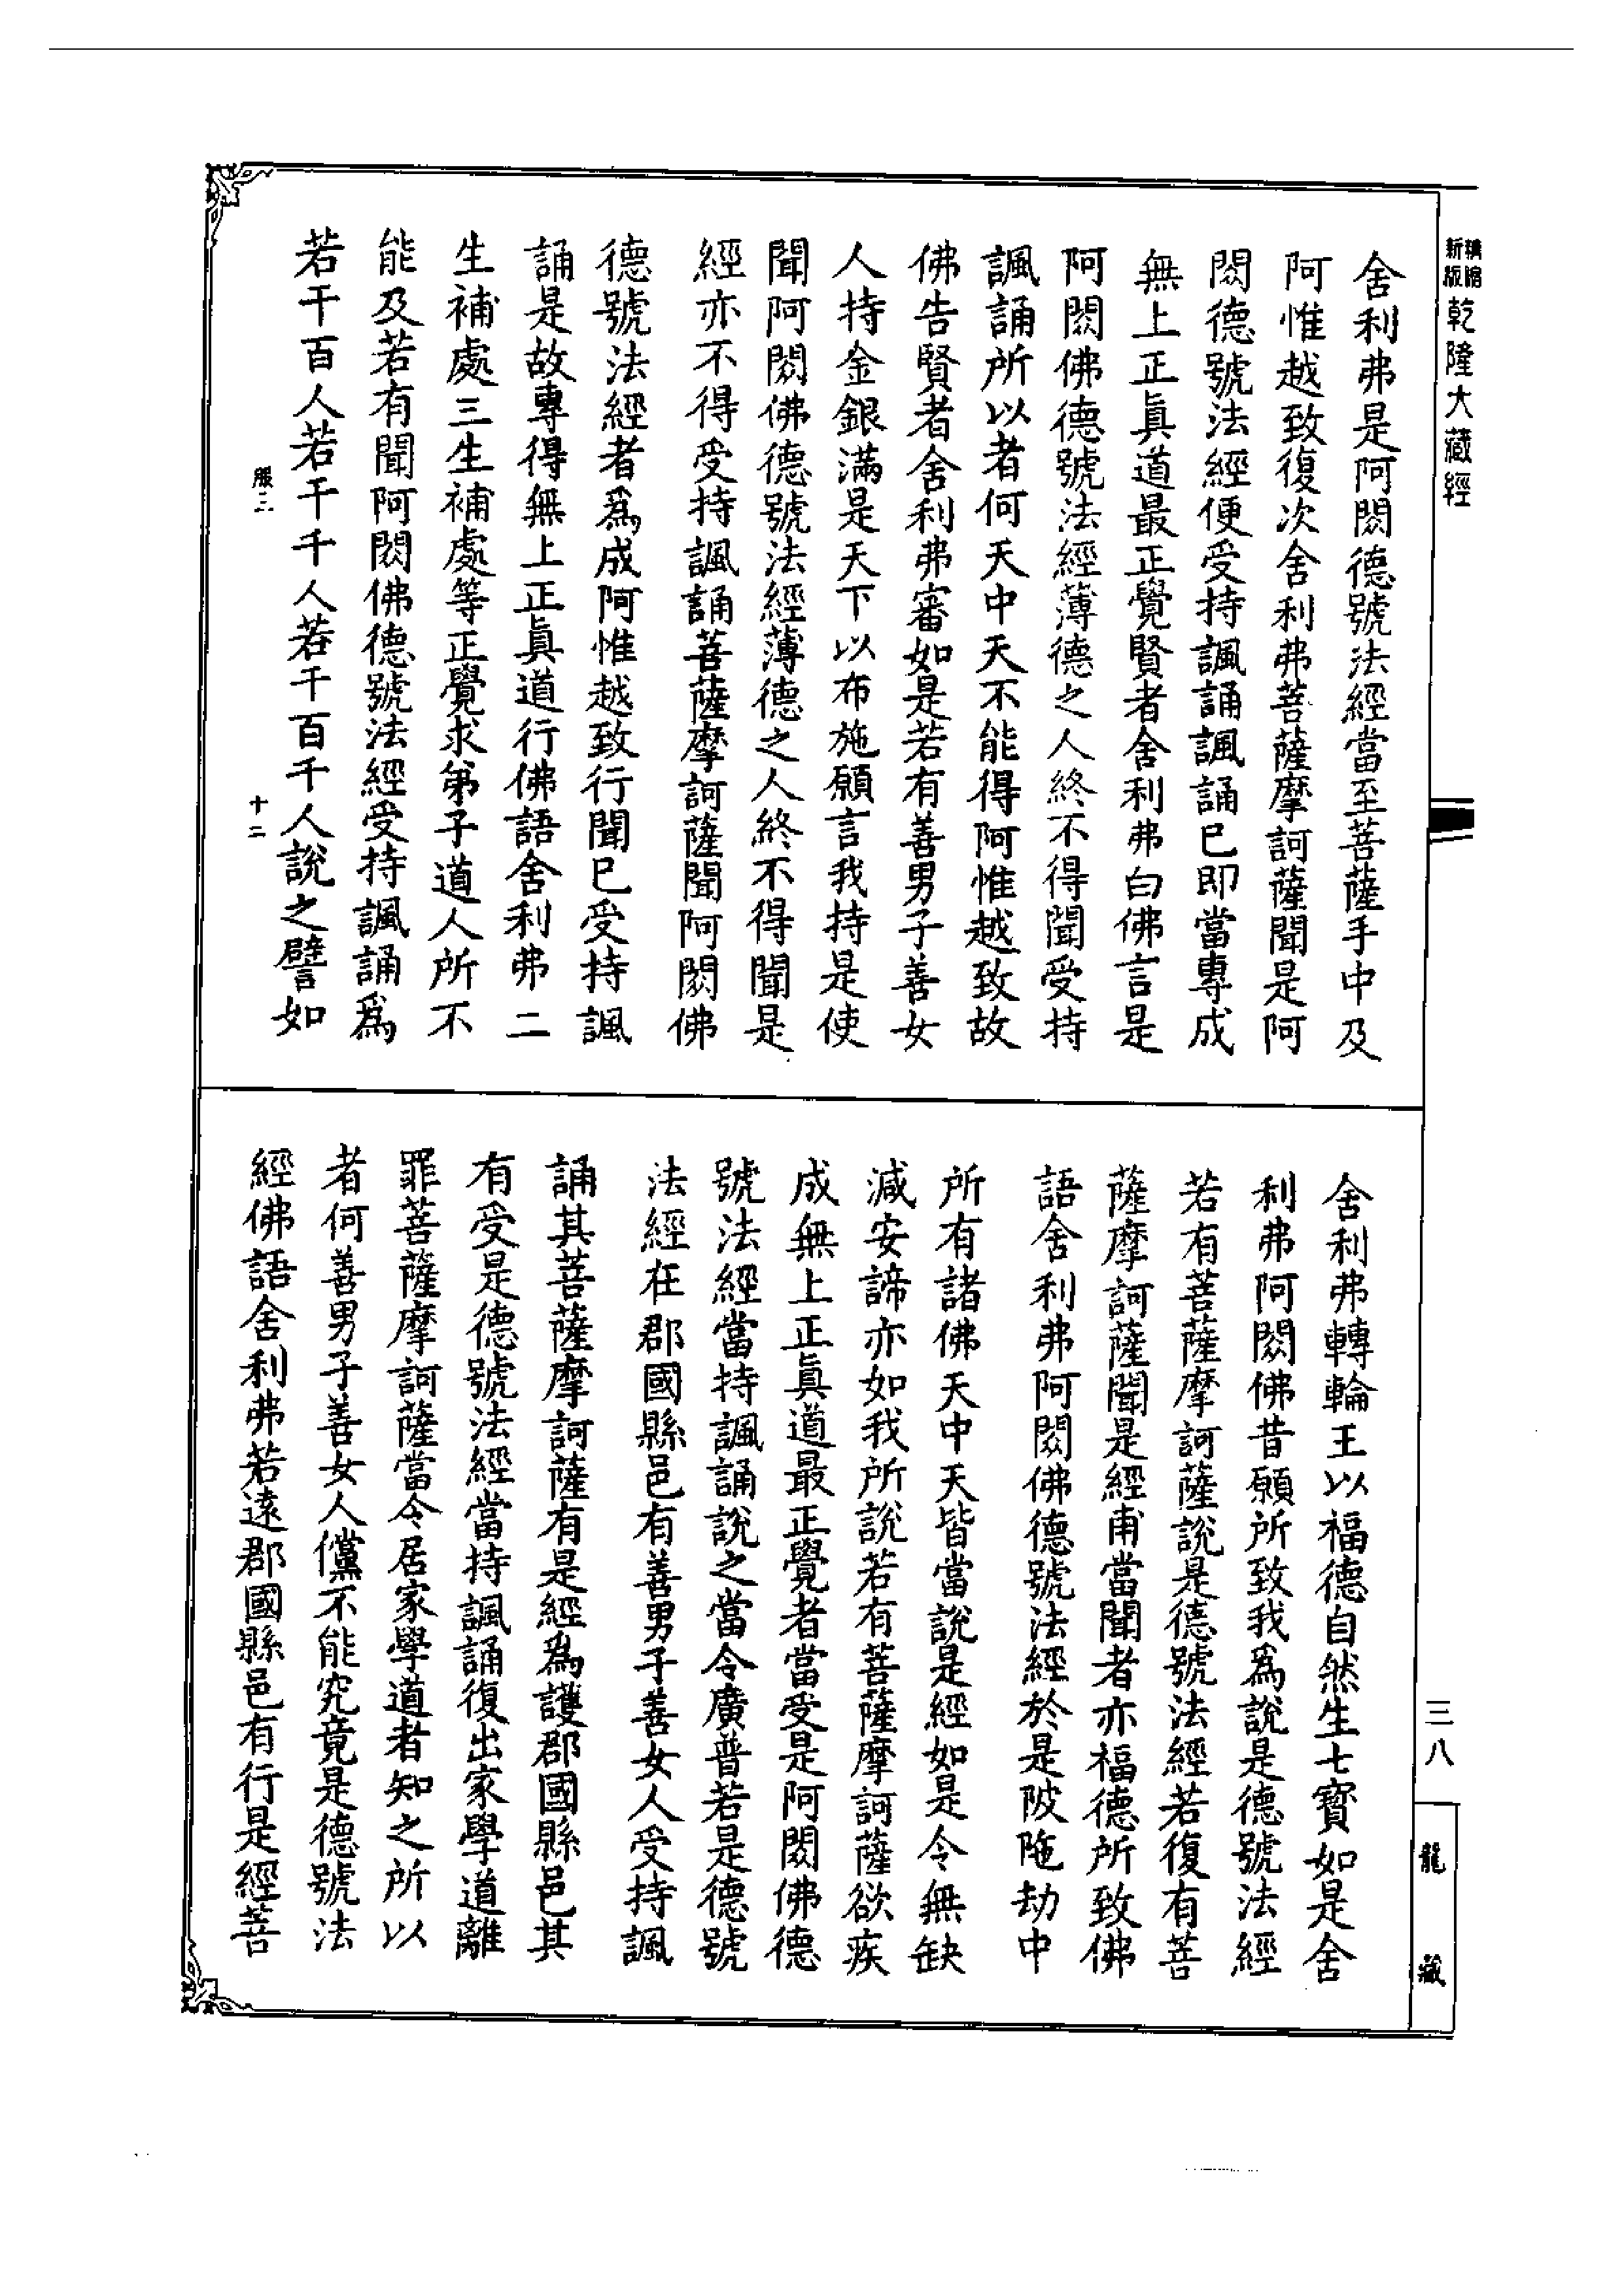 新版精縮乾隆大藏經
舍利弗是阿閦德號法經當至菩薩手中及
阿惟越致復次舍利弗菩薩摩訶薩聞是阿
閦德號法經便受持諷誦諷誦已即當專成
無上正眞道最正覺賢者舍利弗白佛言是
阿閦佛德號法經薄德之人終不得聞受持
諷誦所以者何天中天不能得阿惟越致故
佛告賢者舍利弗審如是若有善男子善女
人持金銀滿是天下以布施願言我持是使
聞阿閦佛德號法經薄德之人終不得聞是
經亦不得受持諷誦菩薩摩訶薩聞阿閦佛
德號法經者爲成阿惟越致行聞已受持諷
誦是故專得無上正眞道行佛語舍利弗二
生補處三生補處等正覺求弟子道人所不
能及若有聞阿閦佛德號法經受持諷誦爲
若干百人若干千人若干百千人說之譬如
服三 十二
舍利弗轉輪王以福德自然生七寶如是舍
利弗阿閦佛昔願所致我爲說是德號法經
若有菩薩摩訶薩說是德號法經若復有菩
薩摩訶薩聞是經甫當聞者亦福德所致佛
語舍利弗阿閦佛德號法經於是陂陁劫中
所有諸佛天中天皆當說是經如是令無缺
減安諦亦如我所說若有菩薩摩訶薩欲疾
成無上正眞道最正覺者當受是阿閦佛德
號法經當持諷誦說之當令廣普若是德號
法經在郡國縣邑有善男子善女人受持諷
誦其菩薩摩訶薩有是經爲護郡國縣邑其
有受是德號法經當持諷誦復出家學道離
罪菩薩摩訶薩當令居家學道者知之所以
者何善男子善女人儻不能究竟是德號法
經佛語舍利弗若遠郡國縣邑有行是經菩
三八
龍藏